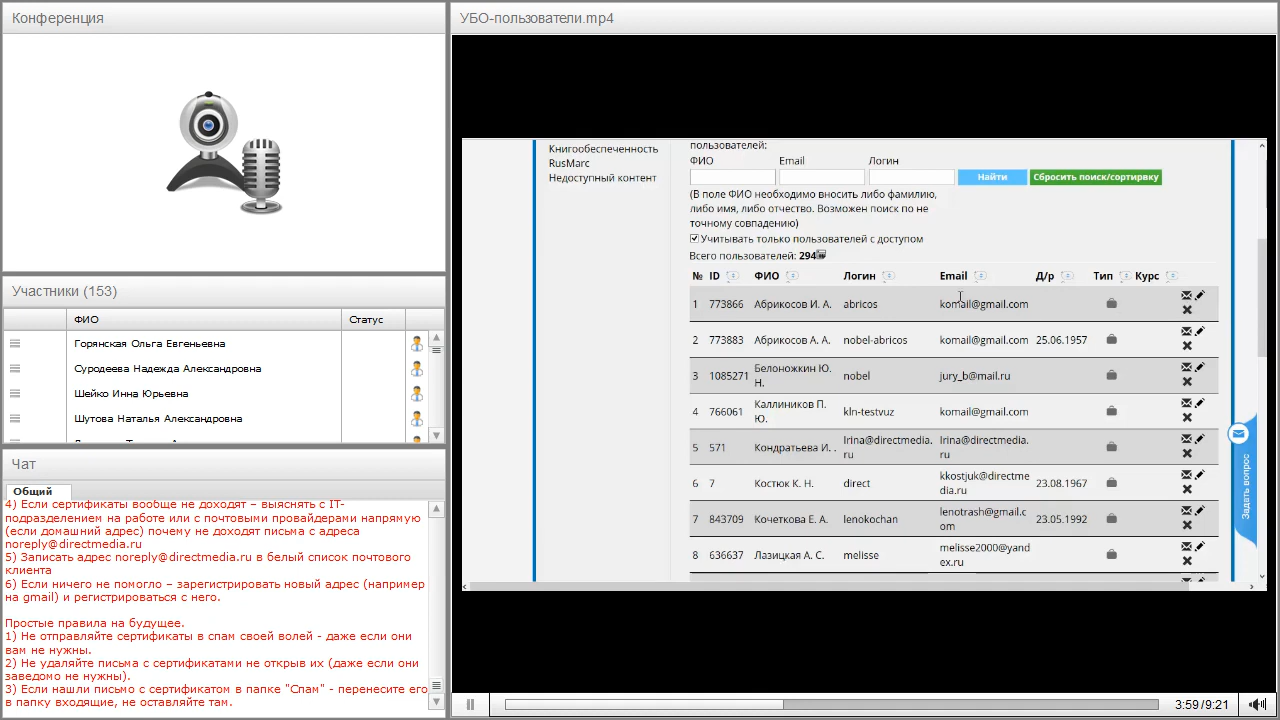 Конференция
УБО-пользователи.mp4
Участники (153)
ФИО Статус
Горянская Ольга Евгеньевна
Суродеева Надежда Александровна
Шейко Инна Юрьевна
Шутова Наталья Александровна
Чат
Общий
4) Если сертификаты вообще не доходят – выяснять с IT-
подразделением на работе или с почтовыми провайдерами напрямую
(если домашний адрес) почему не доходят письма с адреса
noreply@directmedia.ru
5) Записать адрес noreply@directmedia.ru в белый список почтового
клиента
6) Если ничего не помогло – зарегистрировать новый адрес (например
на gmail) и регистрироваться с него.
Простые правила на будущее.
1) Не отправляйте сертификаты в спам своей волей - даже если они
вам не нужны.
2) Не удаляйте письма с сертификатами не открыв их (даже если они
заведомо не нужны).
3) Если нашли письмо с сертификатом в папке "Спам" - перенесите его
в папку входящие, не оставляйте там.
Книгообеспеченность
RusMarc
Недоступный контент
пользователей:
ФИО Email Логин
Найти Сбросить поиск/сортирвку
(В поле ФИО необходимо вносить либо фамилию,
либо имя, либо отчество. Возможен поиск по не
точному совпадению)
Учитывать только пользователей с доступом
Всего пользователей: 294
№ ID ФИО Логин Email Д/р Тип Курс
1 773866 Абрикосов И. А. abricos komail@gmail.com
2 773883 Абрикосов А. А. nobel-abricos komail@gmail.com 25.06.1957
3 1085271 Белоножкин Ю. Н. nobel jury_b@mail.ru
4 766061 Каллиников П. Ю. kln-testvuz komail@gmail.com
5 571 Кондратьева И. . Irina@directmedia.ru Irina@directmedia.ru
6 7 Костюк К. Н. direct kkostjuk@directmedia.ru 23.08.1967
7 843709 Кочеткова Е. А. lenokochan lenotrash@gmail.com 23.05.1992
8 636637 Лазицкая А. С. melisse melisse2000@yandex.ru
Задать вопрос
3:59 / 9:21